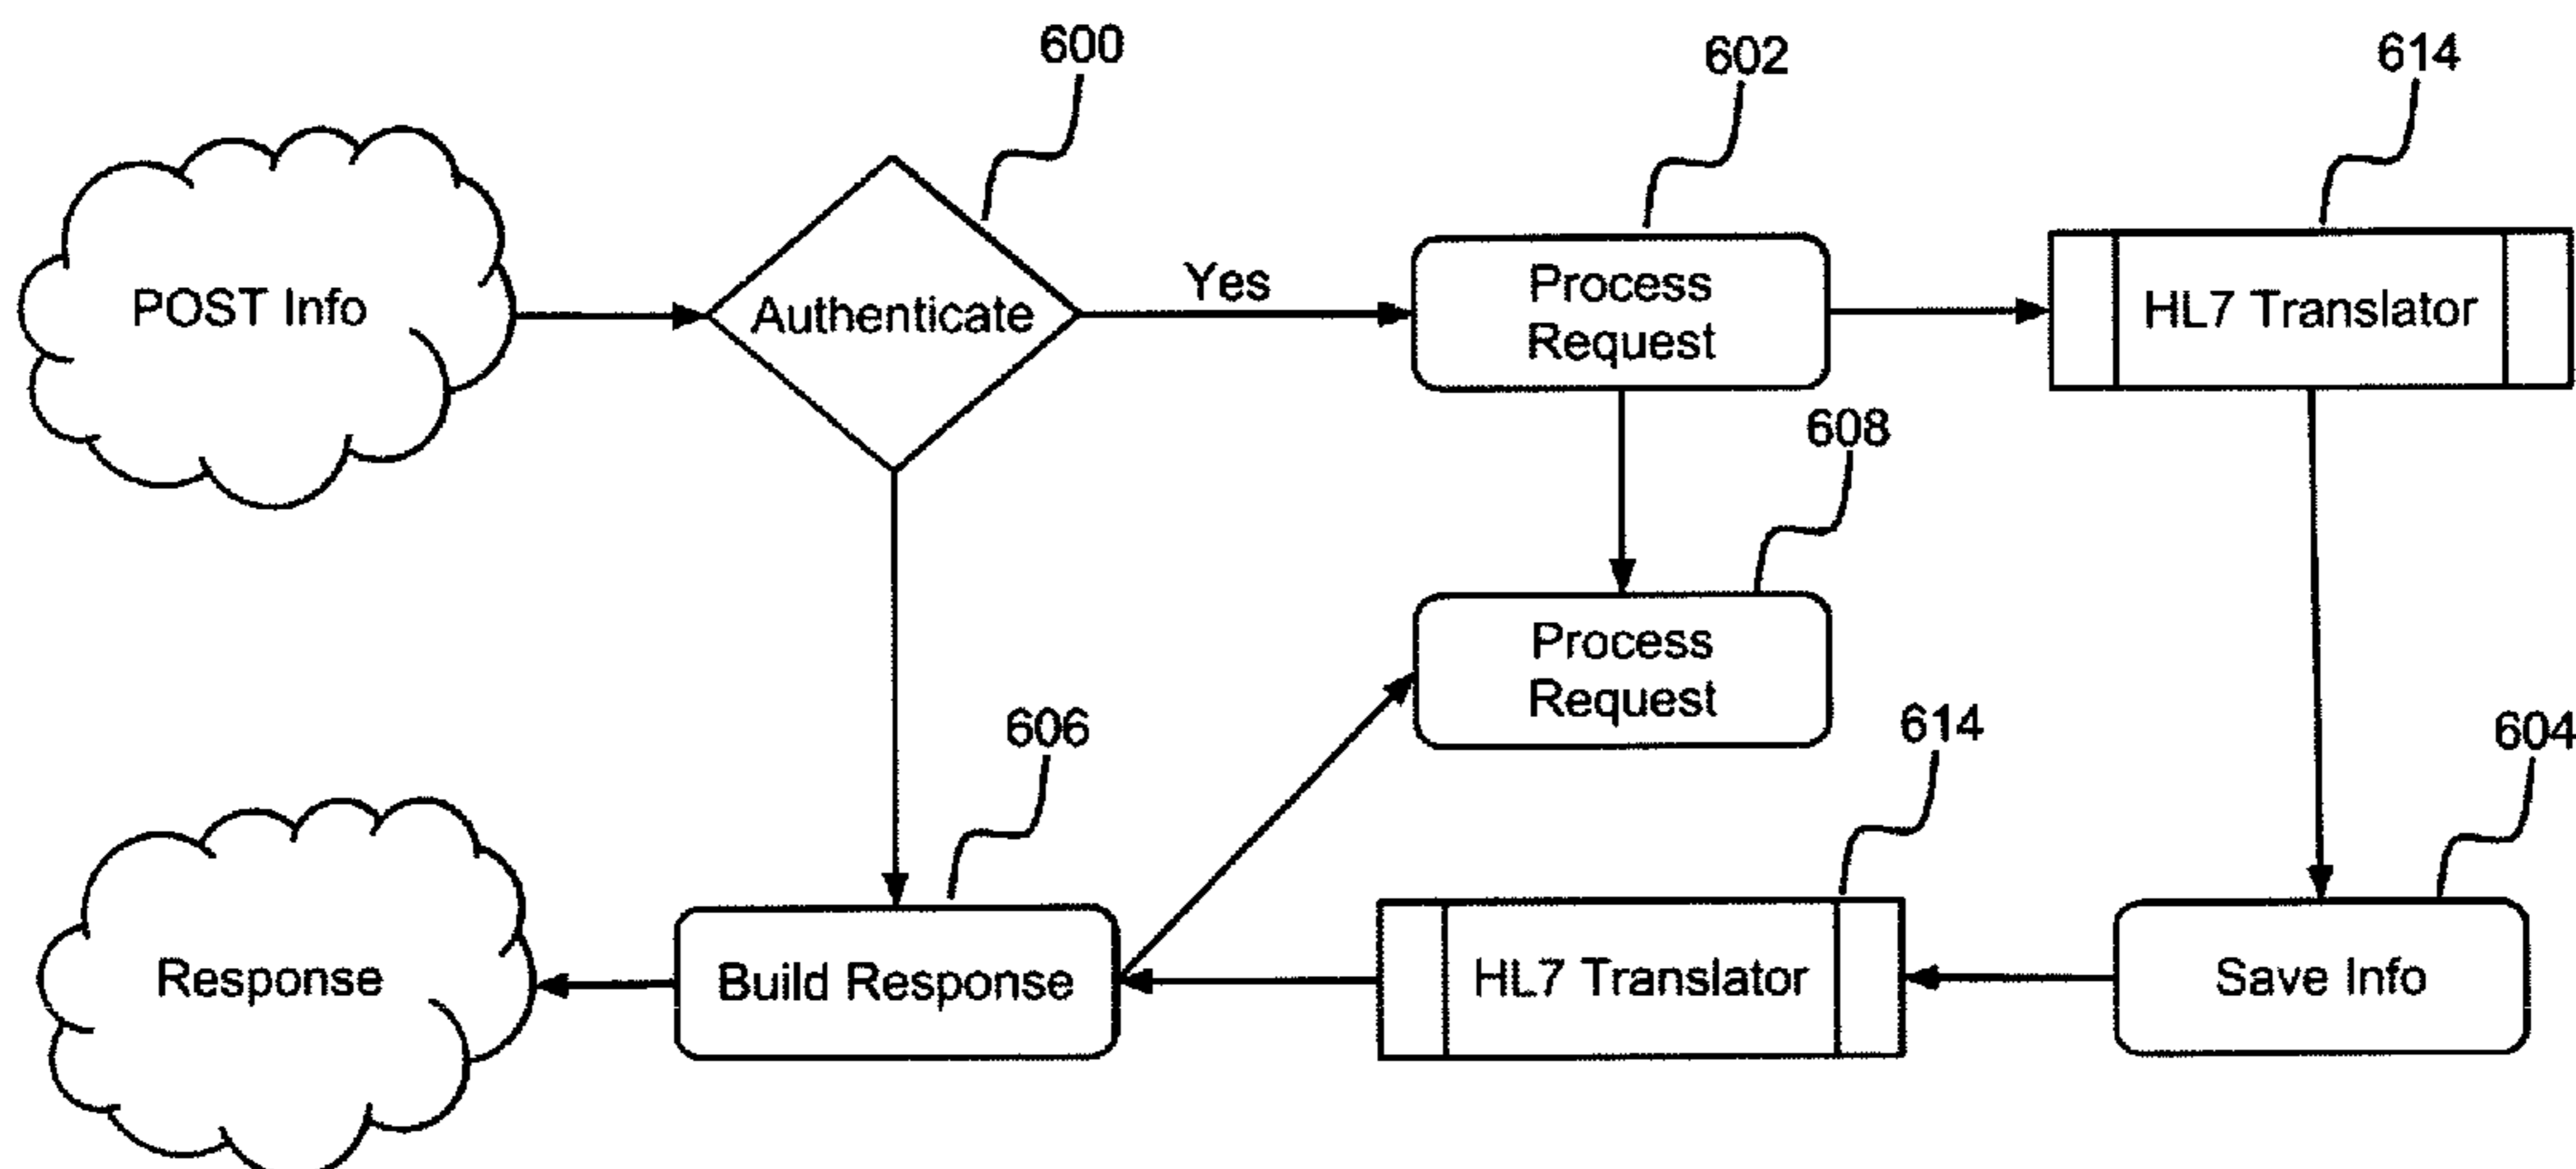 600
602
614
POST Info
Authenticate
Yes
Process
Request
HL7 Translator
608
Process
Request
606
614
604
Response
Build Response
HL7 Translator
Save Info